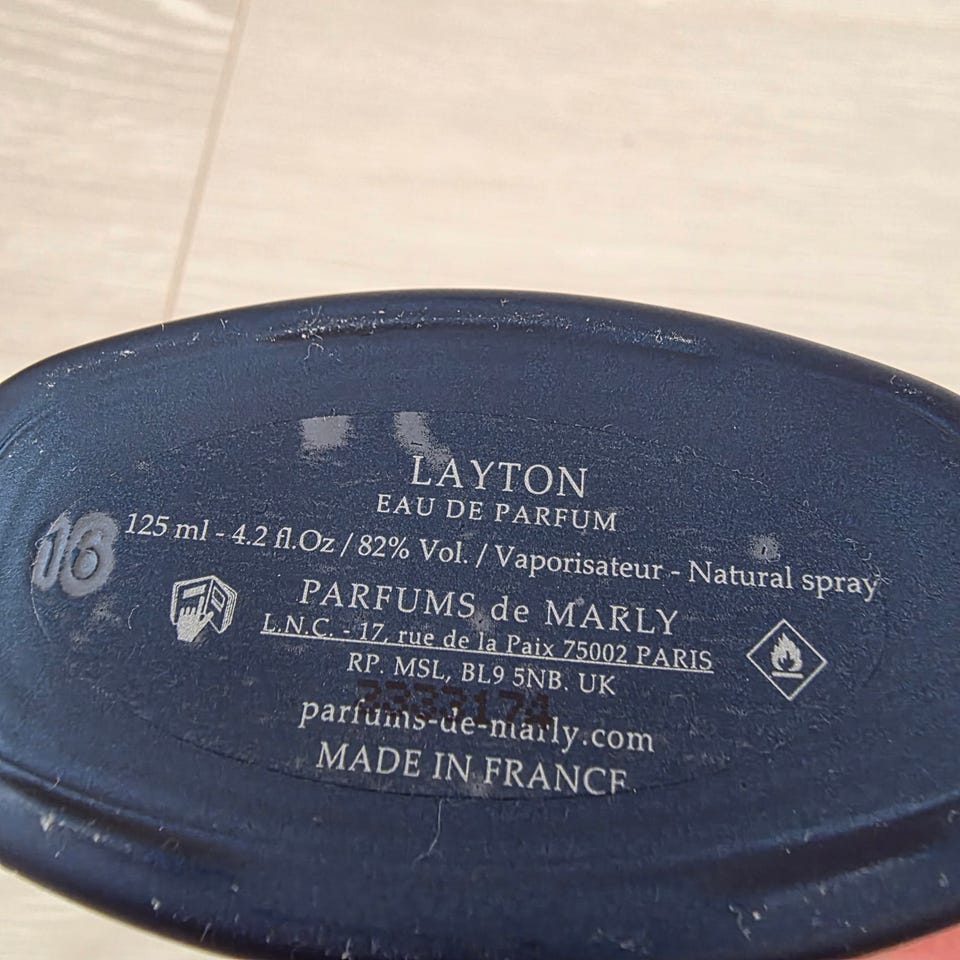 LAYTON
EAU DE PARFUM
125 ml - 4.2 fl.Oz / 82% Vol. / Vaporisateur - Natural spray
16
PARFUMS de MARLY
L.N.C. - 17, rue de la Paix 75002 PARIS
RP. MSL, BL9 5NB. UK
3333174
parfums-de-marly.com
MADE IN FRANCE